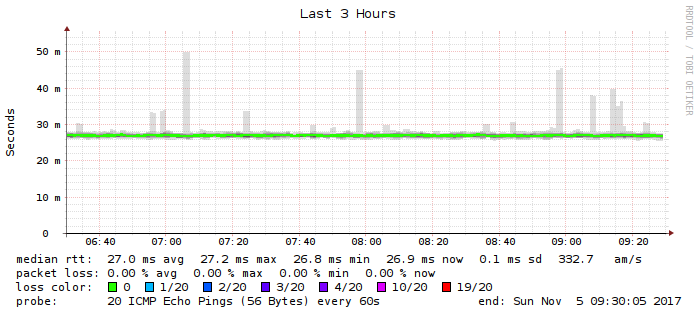 Last 3 Hours
RRDTOOL / TOBI OETIKER
Seconds
50 m
40 m
30 m
20 m
10 m
0
06:40 07:00 07:20 07:40 08:00 08:20 08:40 09:00 09:20
median rtt: 27.0 ms avg 27.2 ms max 26.8 ms min 26.9 ms now 0.1 ms sd 332.7 am/s
packet loss: 0.00 % avg 0.00 % max 0.00 % min 0.00 % now
loss color: 0 1/20 2/20 3/20 4/20 10/20 19/20
probe: 20 ICMP Echo Pings (56 Bytes) every 60s end: Sun Nov 5 09:30:05 2017